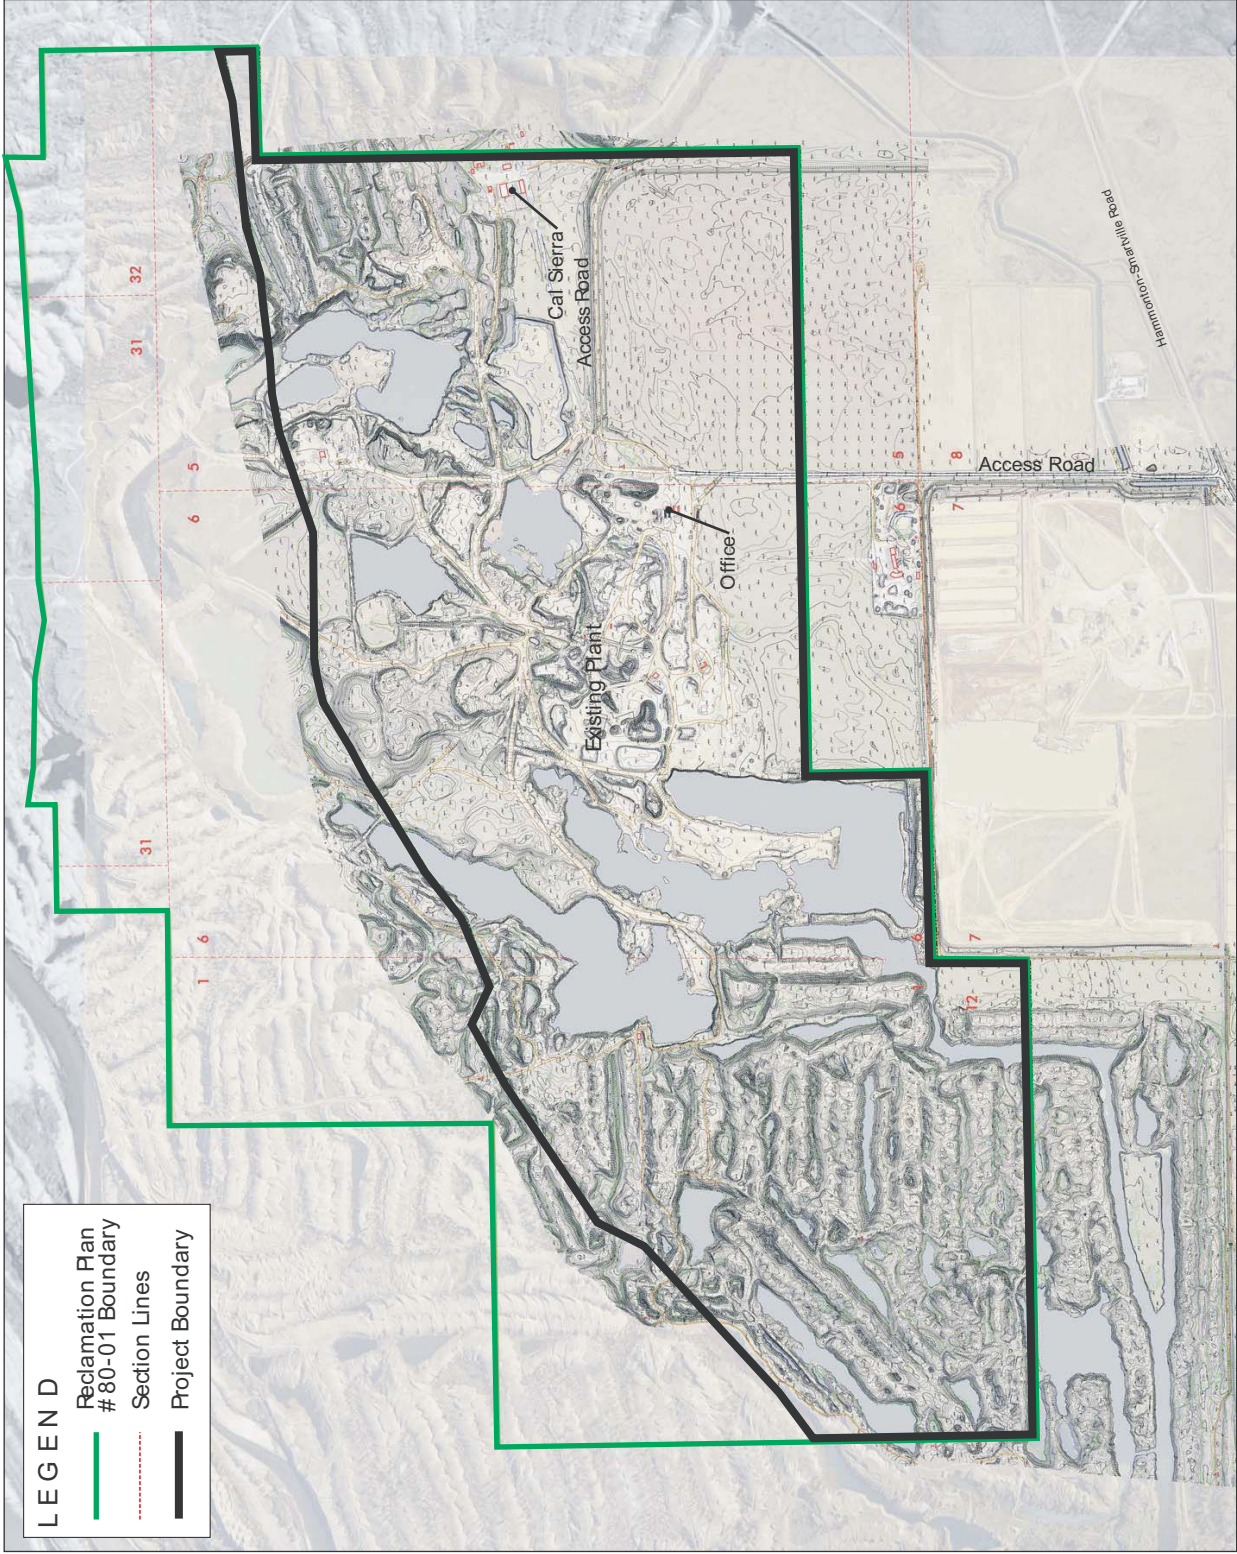 LEGEND
Reclamation Plan
#80-01 Boundary
Section Lines
Project Boundary
32
31
5
6
31
6
1
Cal Sierra
Access Road
Existing Plant
Office
5
8
6
7
Access Road
Hammonton-Smartville Road
6
7
1
12